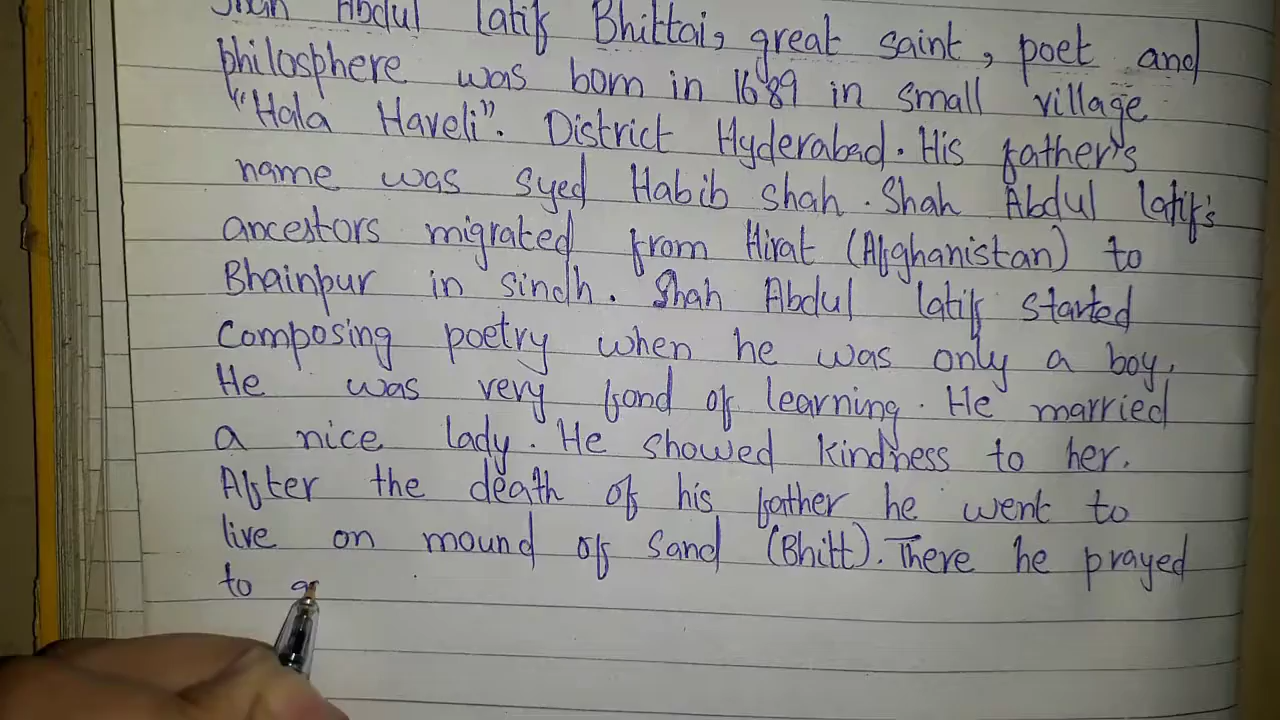 Shah Abdul latif Bhittai, great saint, poet and
philosphere was born in 1689 in small village
"Hala Haveli". District Hyderabad. His father's
name was syed Habib shah. Shah Abdul latif's
ancestors migrated from Hirat (Afghanistan) to
Bhainpur in sindh. Shah Abdul latif started
Composing poetry when he was only a boy.
He was very fond of learning. He married
a nice lady. He showed kindness to her.
After the death of his father he went to
live on mound of sand (Bhitt). There he prayed
to